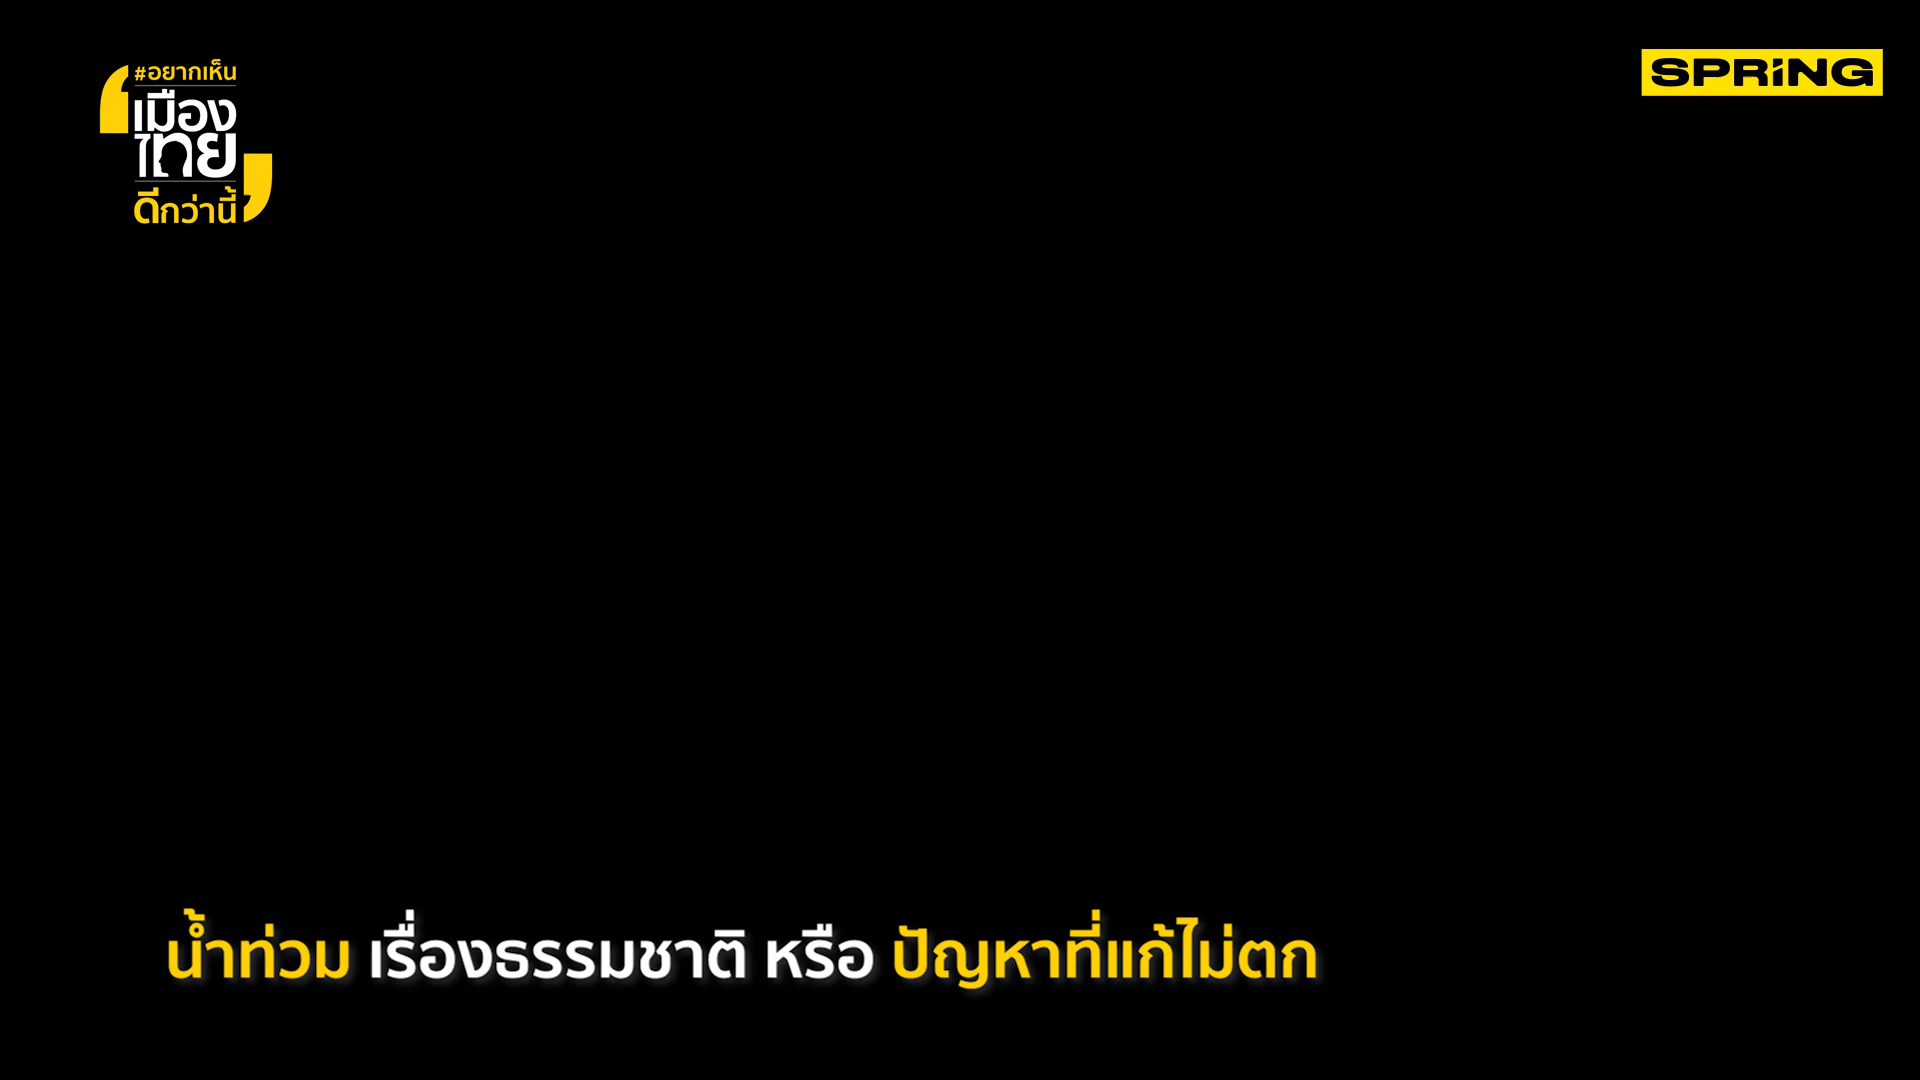 #อยากเห็น
เมือง
ไทย
ดีกว่านี้
SPRiNG
น้ำท่วม เรื่องธรรมชาติ หรือ ปัญหาที่แก้ไม่ตก